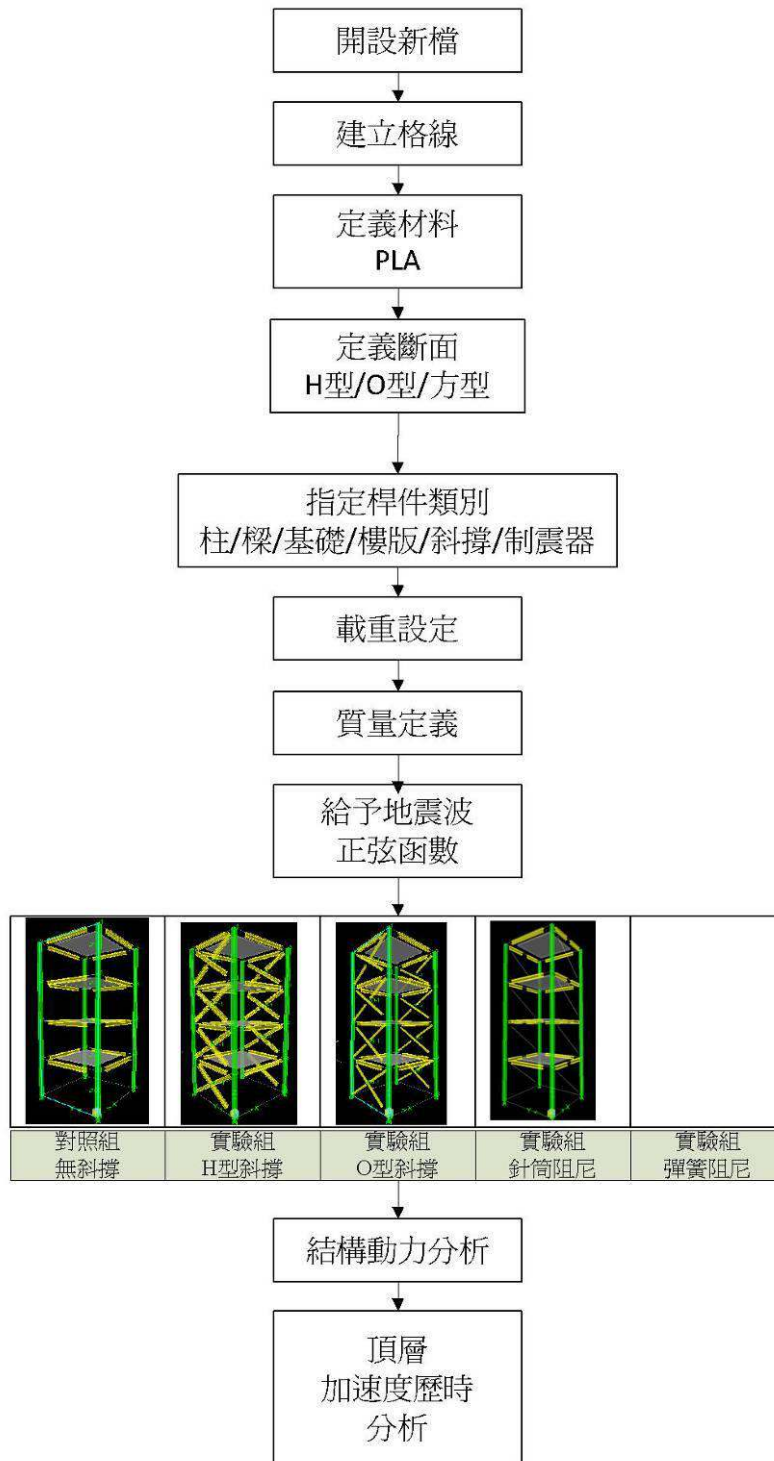 開設新檔
建立格線
定義材料
PLA
定義斷面
H型/O型/方型
指定桿件類別
柱/樑/基礎/樓版/斜撐/制震器
載重設定
質量定義
給予地震波
正弦函數
對照組
無斜撐
實驗組
H型斜撐
實驗組
O型斜撐
實驗組
針筒阻尼
實驗組
彈簧阻尼
結構動力分析
頂層
加速度歷時
分析